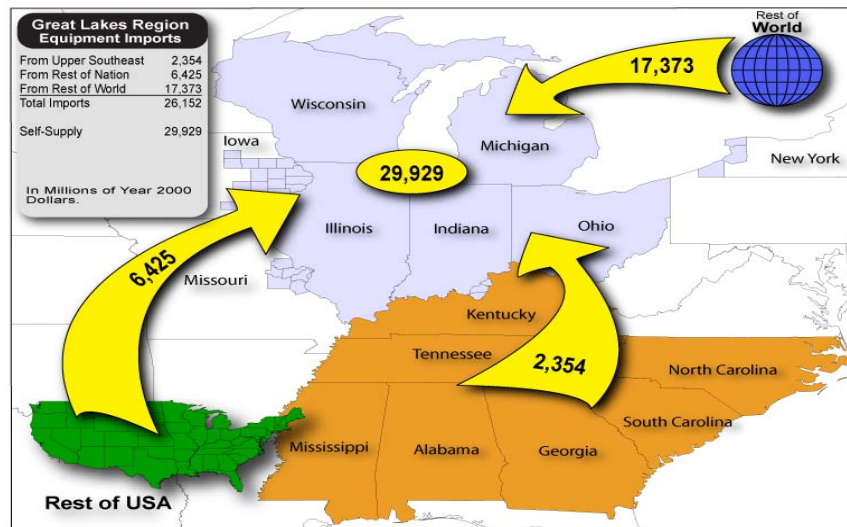 Great Lakes Region
Equipment Imports
From Upper Southeast 2,354
From Rest of Nation 6,425
From Rest of World 17,373
Total Imports 26,152
Self-Supply 29,929
In Millions of Year 2000
Dollars.
Rest of
World
17,373
Wisconsin
Michigan
Iowa
New York
29,929
Illinois
Indiana
Ohio
6,425
Missouri
Kentucky
Tennessee
2,354
North Carolina
South Carolina
Mississippi
Alabama
Georgia
Rest of USA